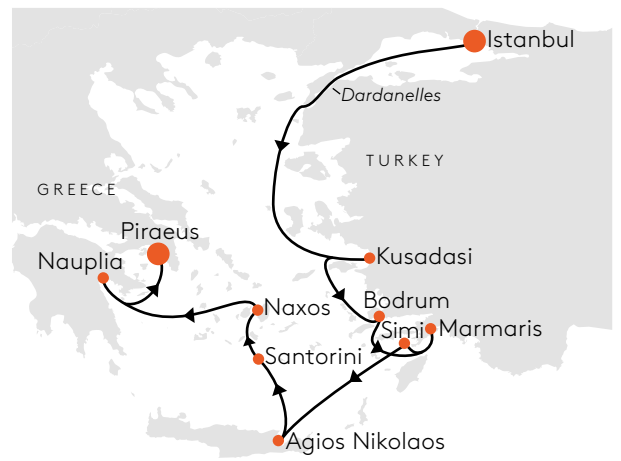 Istanbul
Dardanelles
TURKEY
GREECE
Piraeus
Nauplia
Kusadasi
Bodrum
Naxos
Simi
Marmaris
Santorini
Agios Nikolaos